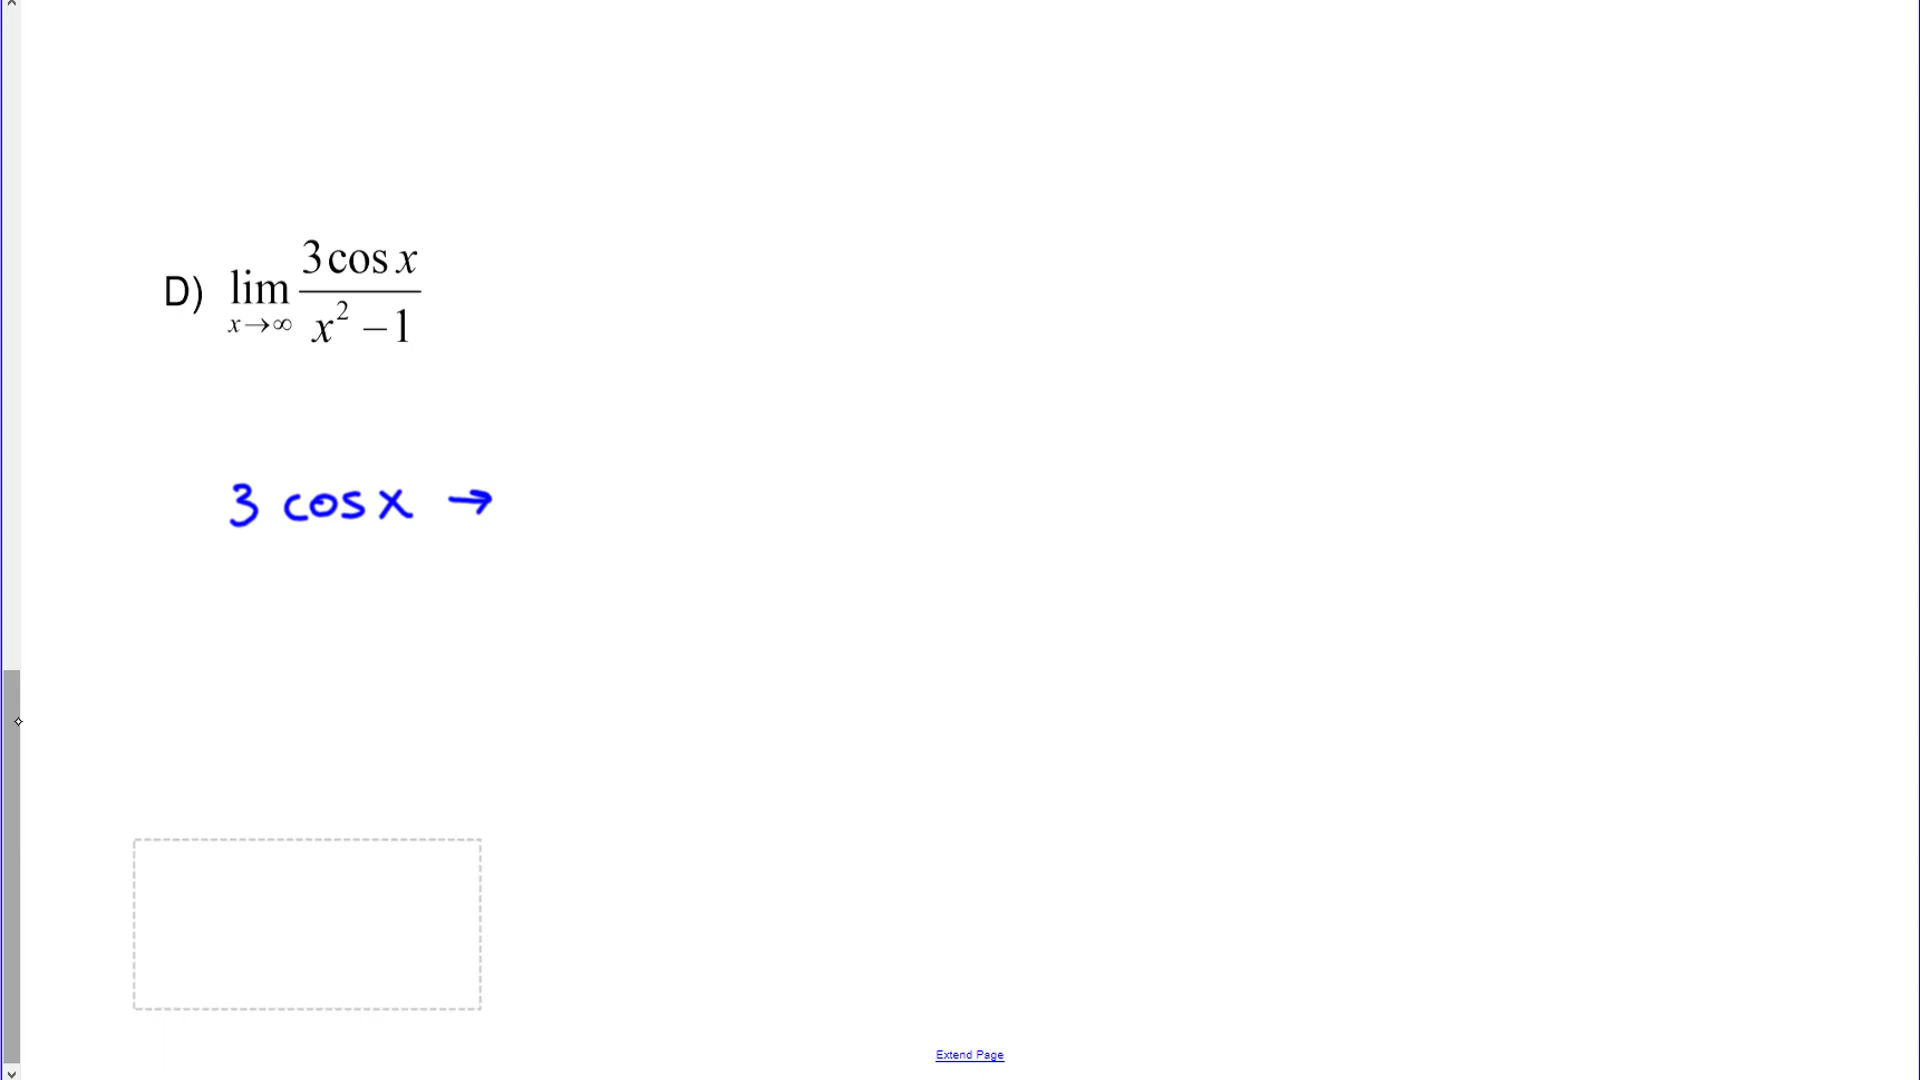 D) lim x→∞ 3cos x / x² − 1
3 cos x →
Extend Page